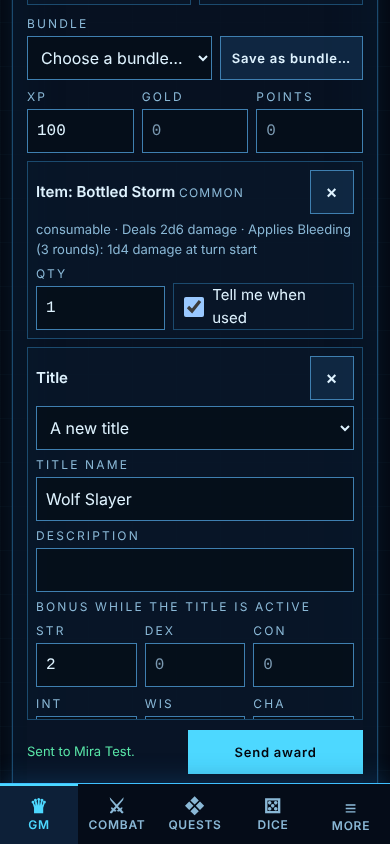 BUNDLE
Choose a bundle... Save as bundle...
XP GOLD POINTS
100 0 0
Item: Bottled Storm COMMON ×
consumable · Deals 2d6 damage · Applies Bleeding
(3 rounds): 1d4 damage at turn start
QTY
1 Tell me when
used
Title ×
A new title
TITLE NAME
Wolf Slayer
DESCRIPTION
BONUS WHILE THE TITLE IS ACTIVE
STR DEX CON
2 0 0
INT WIS CHA
Sent to Mira Test. Send award
GM COMBAT QUESTS DICE MORE